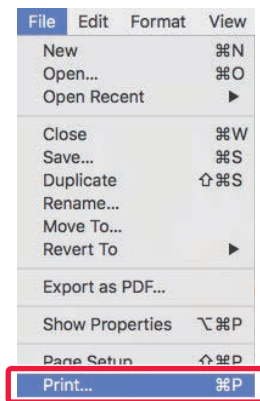 File Edit Format View
New ⌘N
Open... ⌘O
Open Recent ▶
Close ⌘W
Save... ⌘S
Duplicate ⇧⌘S
Rename...
Move To...
Revert To ▶
Export as PDF...
Show Properties ⌥⌘P
Page Setup ⇧⌘P
Print... ⌘P